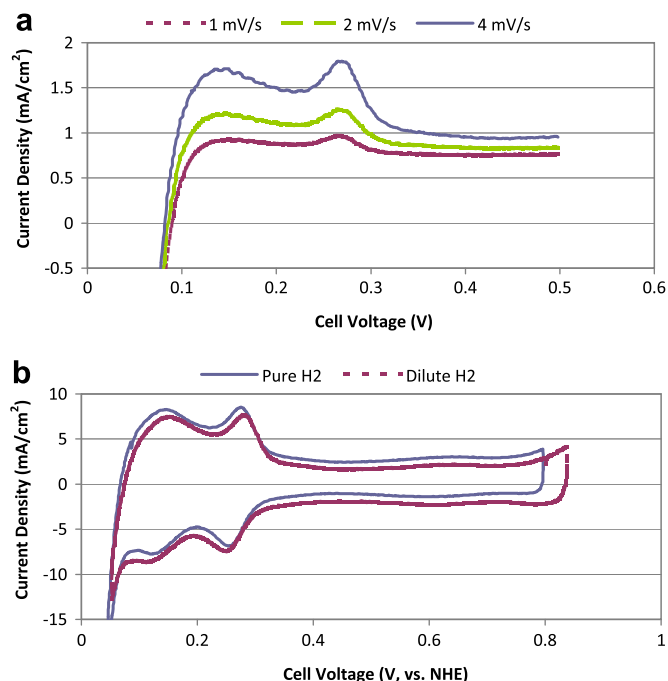 a
1 mV/s 2 mV/s 4 mV/s
Current Density (mA/cm²)
2
1.5
1
0.5
0
-0.5
0 0.1 0.2 0.3 0.4 0.5 0.6
Cell Voltage (V)
b
Pure H2 Dilute H2
Current Density (mA/cm²)
10
5
0
-5
-10
-15
0 0.2 0.4 0.6 0.8 1
Cell Voltage (V, vs. NHE)